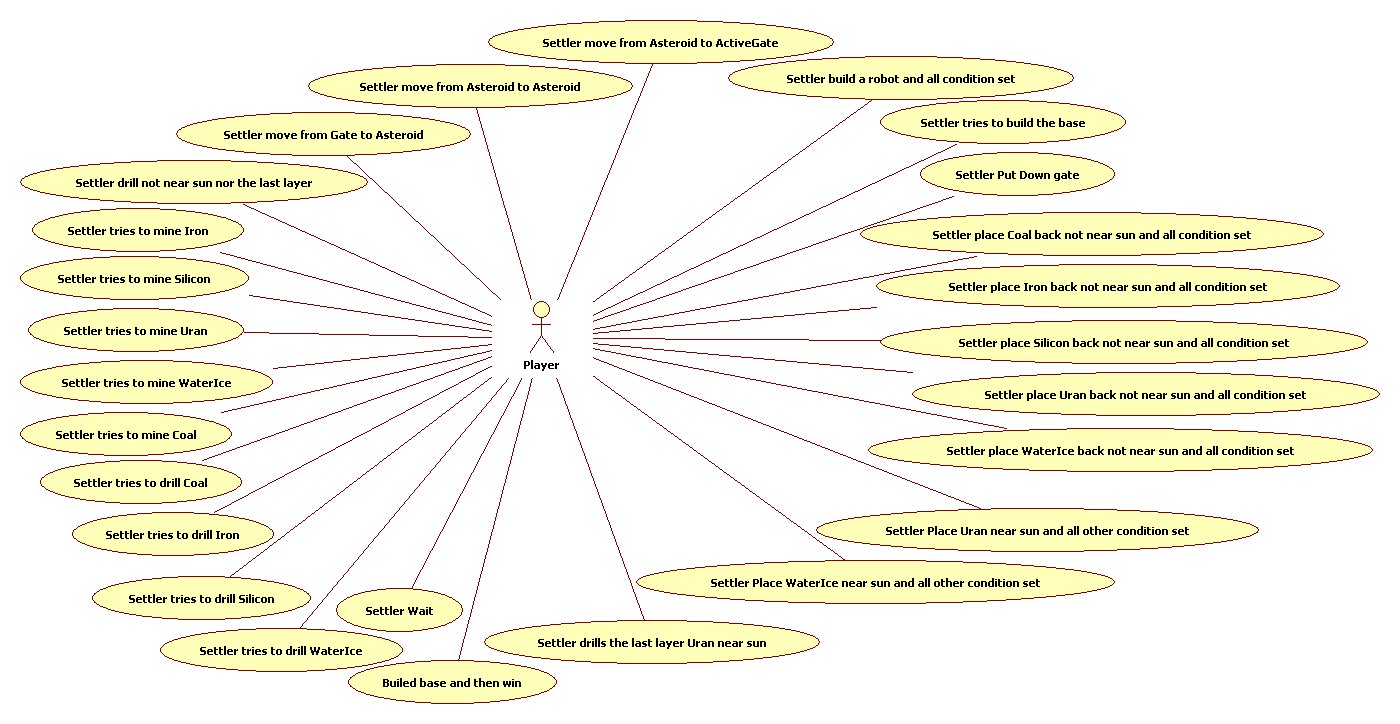 Settler move from Asteroid to ActiveGate
Settler build a robot and all condition set
Settler move from Asteroid to Asteroid
Settler tries to build the base
Settler move from Gate to Asteroid
Settler Put Down gate
Settler drill not near sun nor the last layer
Settler tries to mine Iron
Settler place Coal back not near sun and all condition set
Settler tries to mine Silicon
Settler place Iron back not near sun and all condition set
Settler tries to mine Uran
Settler place Silicon back not near sun and all condition set
Player
Settler tries to mine WaterIce
Settler place Uran back not near sun and all condition set
Settler tries to mine Coal
Settler place WaterIce back not near sun and all condition set
Settler tries to drill Coal
Settler tries to drill Iron
Settler Place Uran near sun and all other condition set
Settler Place WaterIce near sun and all other condition set
Settler tries to drill Silicon
Settler Wait
Settler drills the last layer Uran near sun
Settler tries to drill WaterIce
Builed base and then win